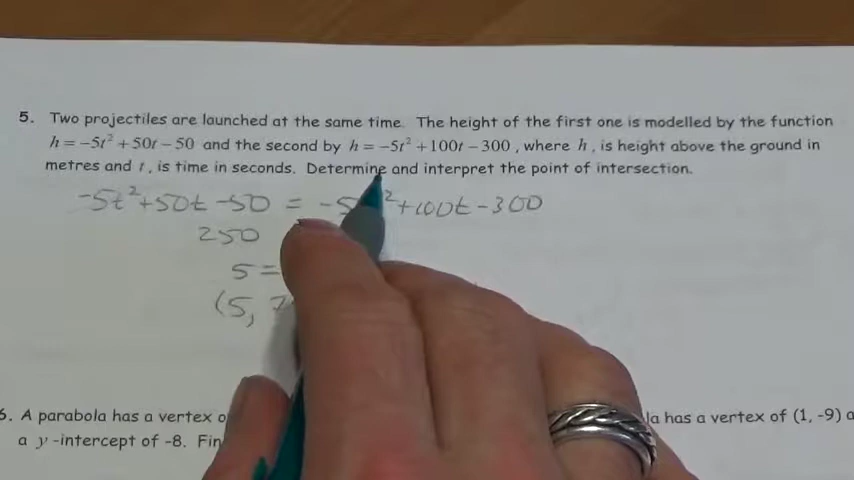 5. Two projectiles are launched at the same time. The height of the first one is modelled by the function
h = -5t² + 50t - 50 and the second by h = -5t² + 100t - 300 , where h , is height above the ground in
metres and t , is time in seconds. Determine and interpret the point of intersection.
-5t² + 50t - 50 = -5 ² + 100t - 300
250
5 =
(5, 7
6. A parabola has a vertex o la has a vertex of (1, -9) a
a y -intercept of -8. Fin